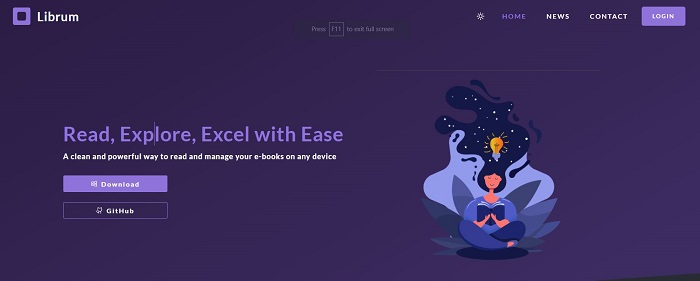 Librum
HOME NEWS CONTACT LOGIN
Press F11 to exit full screen
Read, Explore, Excel with Ease
A clean and powerful way to read and manage your e-books on any device
Download
GitHub